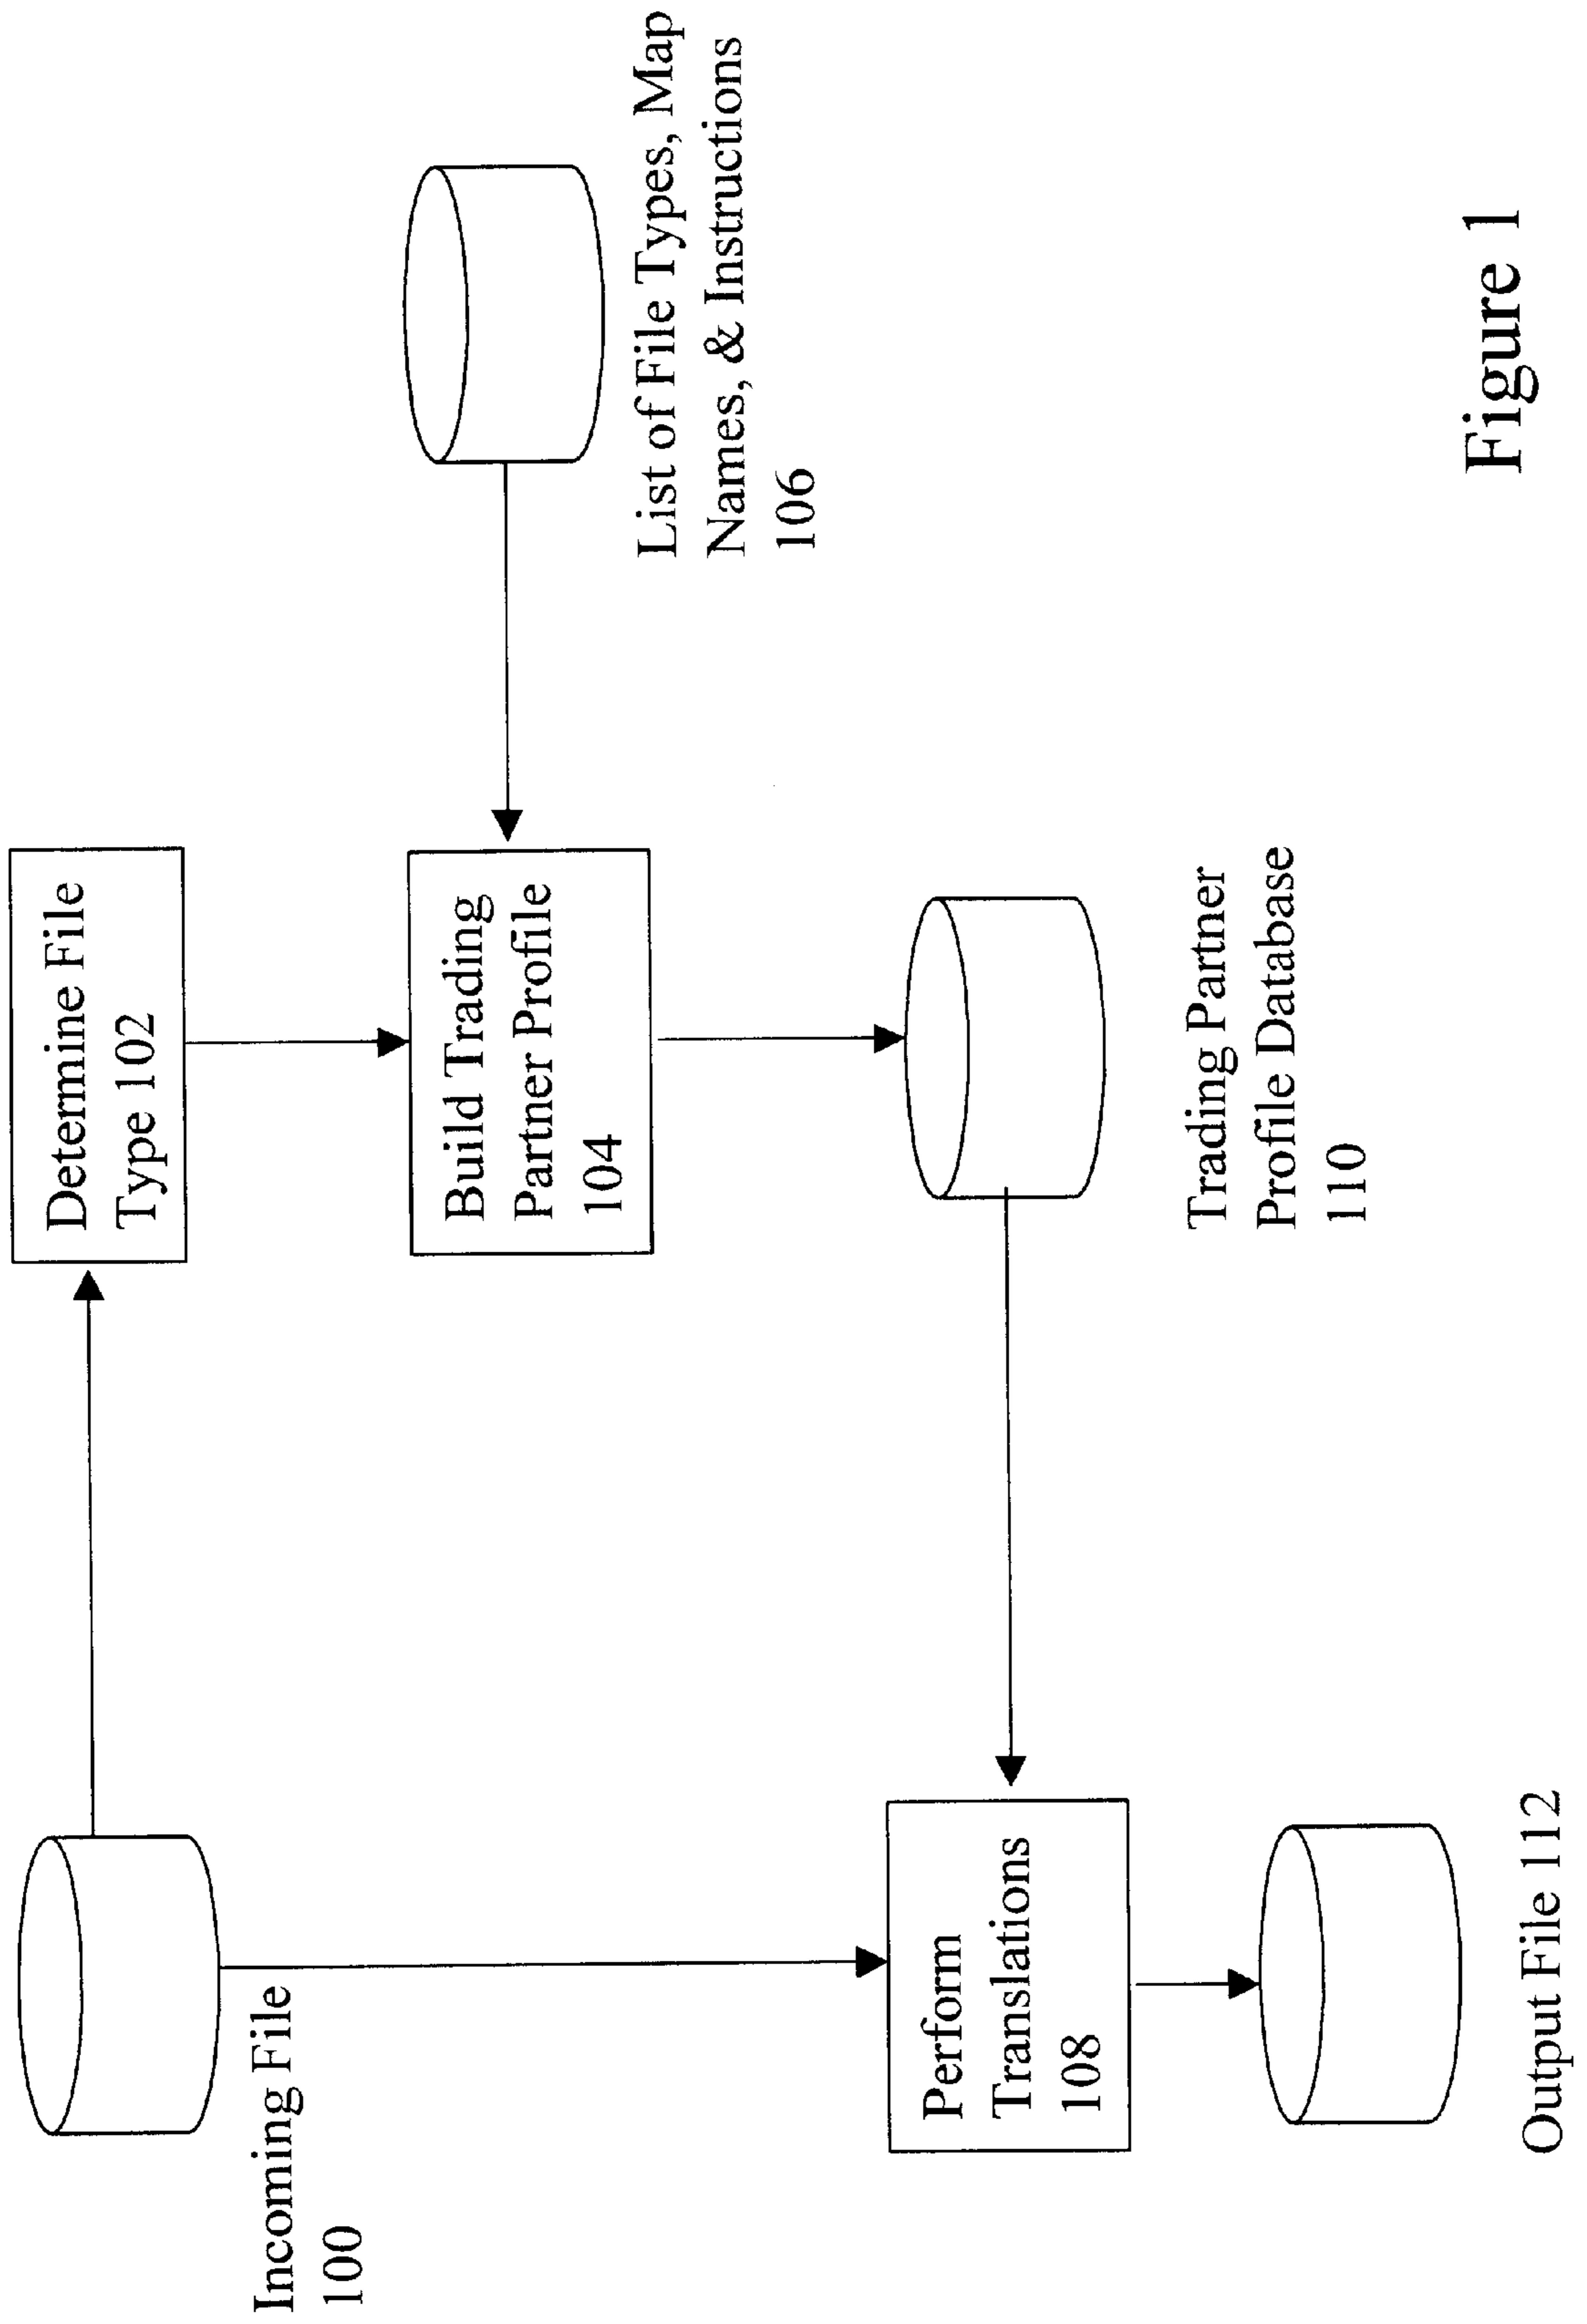 Incoming File
100
Determine File
Type 102
Build Trading
Partner Profile
104
List of File Types, Map
Names, & Instructions
106
Perform
Translations
108
Trading Partner
Profile Database
110
Output File 112
Figure 1